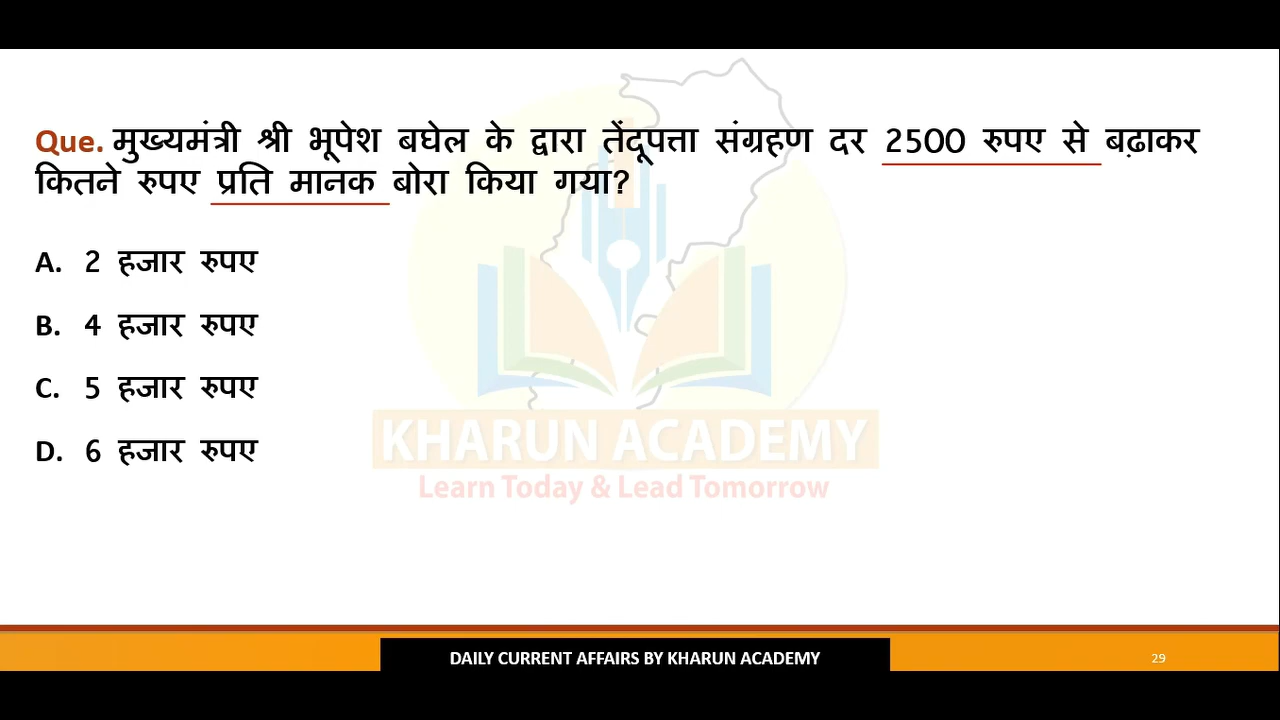 Que. मुख्यमंत्री श्री भूपेश बघेल के द्वारा तेंदूपत्ता संग्रहण दर 2500 रुपए से बढ़ाकर
कितने रुपए प्रति मानक बोरा किया गया?
A. 2 हजार रुपए
B. 4 हजार रुपए
C. 5 हजार रुपए
D. 6 हजार रुपए
KHARUN ACADEMY
Learn Today & Lead Tomorrow
DAILY CURRENT AFFAIRS BY KHARUN ACADEMY
29